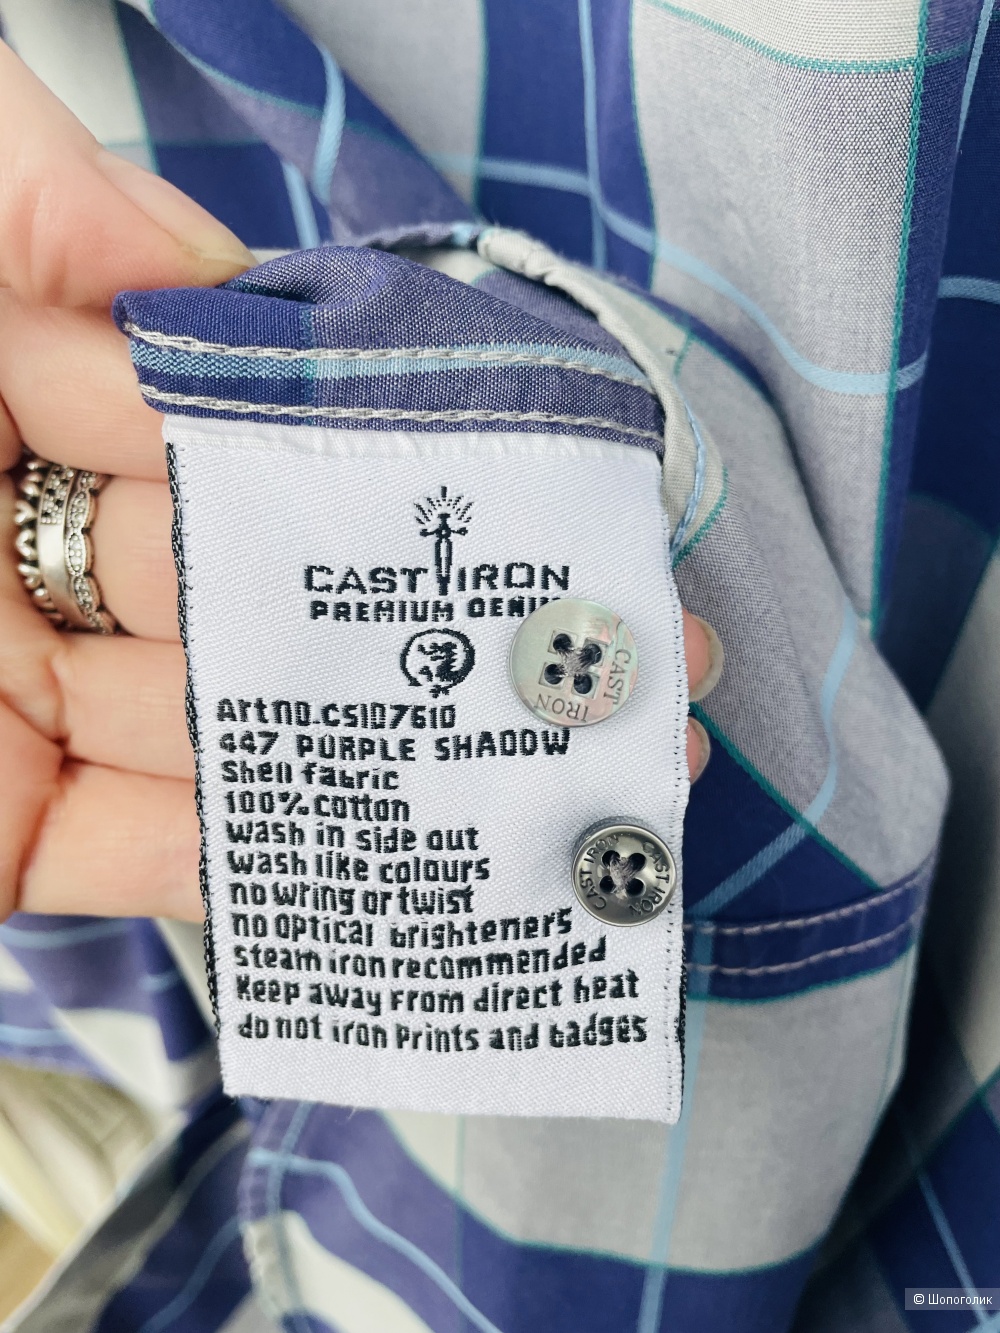 CAST IRON
PREMIUM DENIM
CAST IRON
Art no. CSI07610
447 PURPLE SHADOW
Shell fabric
100% cotton
wash in side out
wash like colours
no wring or twist
no optical brighteners
steam iron recommended
Keep away From direct heat
do not iron Prints and badges
CAST IRON CAST IRON
© Шопоголик